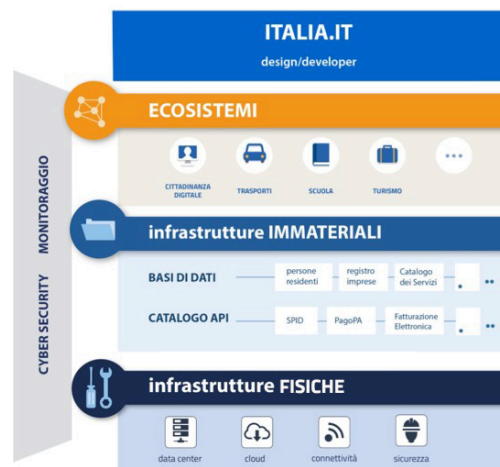 ITALIA.IT
design/developer
CYBER SECURITY MONITORAGGIO
ECOSISTEMI
CITTADINANZA
DIGITALE
TRASPORTI
SCUOLA
TURISMO
infrastrutture IMMATERIALI
BASI DI DATI
persone
residenti
registro
imprese
Catalogo
dei Servizi
CATALOGO API
SPID
PagoPA
Fatturazione
Elettronica
infrastrutture FISICHE
data center
cloud
connettività
sicurezza